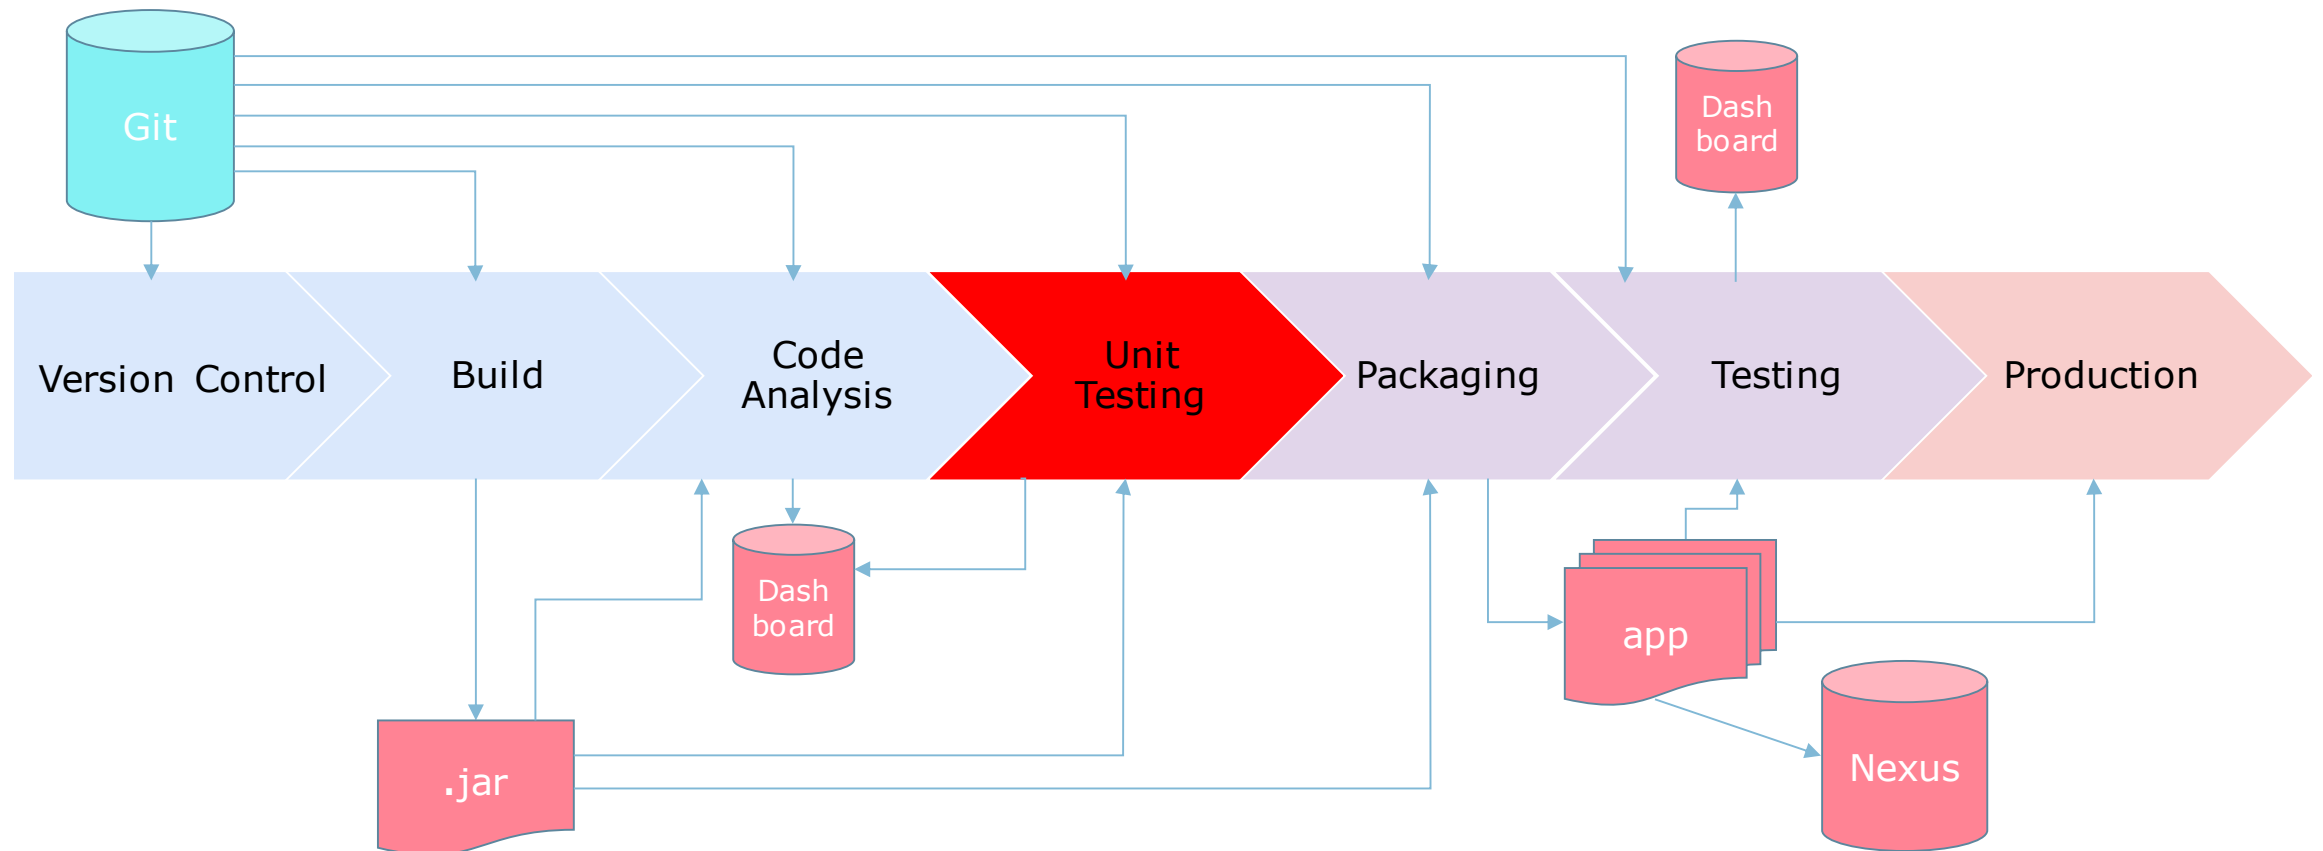 Git
Dash
board
Version Control
Build
Code
Analysis
Unit
Testing
Packaging
Testing
Production
Dash
board
app
.jar
Nexus